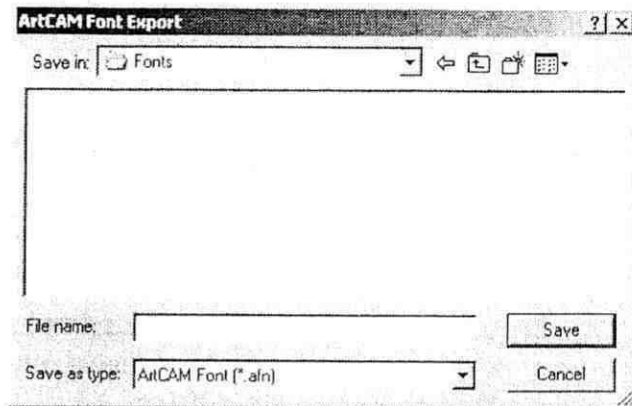 ArtCAM Font Export ? ×
Save in: Fonts
File name: Save
Save as type: ArtCAM Font (*.afn) Cancel